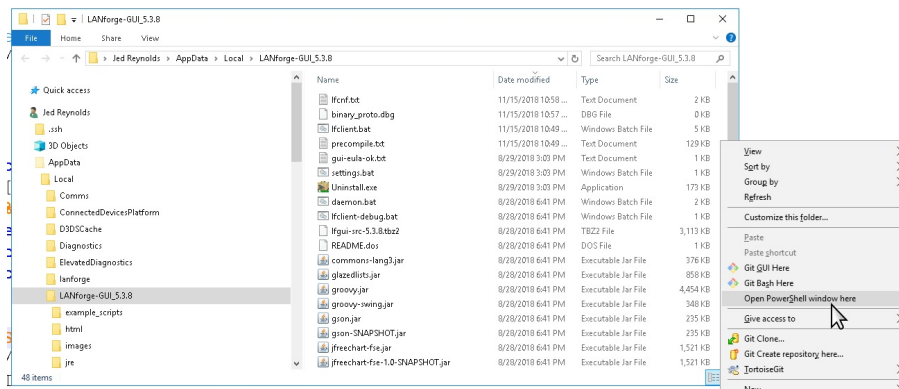 LANforge-GUI_5.3.8
File Home Share View
Jed Reynolds > AppData > Local > LANforge-GUI_5.3.8
Search LANforge-GUI_5.3.8
Name Date modified Type Size
Quick access
Jed Reynolds
.ssh
3D Objects
AppData
Local
Comms
ConnectedDevicesPlatform
D3DSCache
Diagnostics
ElevatedDiagnostics
lanforge
LANforge-GUI_5.3.8
example_scripts
html
images
jre
lfcnf.txt 11/15/2018 10:58 ... Text Document 2 KB
binary_proto.dbg 11/15/2018 10:57 ... DBG File 0 KB
lfclient.bat 11/15/2018 10:49 ... Windows Batch File 5 KB
precompile.txt 11/15/2018 10:49 ... Text Document 129 KB
gui-eula-ok.txt 8/29/2018 3:03 PM Text Document 1 KB
settings.bat 8/29/2018 3:03 PM Windows Batch File 1 KB
Uninstall.exe 8/29/2018 3:03 PM Application 173 KB
daemon.bat 8/28/2018 6:41 PM Windows Batch File 2 KB
lfclient-debug.bat 8/28/2018 6:41 PM Windows Batch File 1 KB
lfgui-src-5.3.8.tbz2 8/28/2018 6:41 PM TBZ2 File 3,113 KB
README.dos 8/28/2018 6:41 PM DOS File 1 KB
commons-lang3.jar 8/28/2018 6:41 PM Executable Jar File 376 KB
glazedlists.jar 8/28/2018 6:41 PM Executable Jar File 858 KB
groovy.jar 8/28/2018 6:41 PM Executable Jar File 4,454 KB
groovy-swing.jar 8/28/2018 6:41 PM Executable Jar File 348 KB
gson.jar 8/28/2018 6:41 PM Executable Jar File 235 KB
gson-SNAPSHOT.jar 8/28/2018 6:41 PM Executable Jar File 235 KB
jfreechart-fse.jar 8/28/2018 6:41 PM Executable Jar File 1,521 KB
jfreechart-fse-1.0-SNAPSHOT.jar 8/28/2018 6:41 PM Executable Jar File 1,521 KB
48 items
View
Sort by
Group by
Refresh
Customize this folder...
Paste
Paste shortcut
Git GUI Here
Git Bash Here
Open PowerShell window here
Give access to
Git Clone...
Git Create repository here...
TortoiseGit